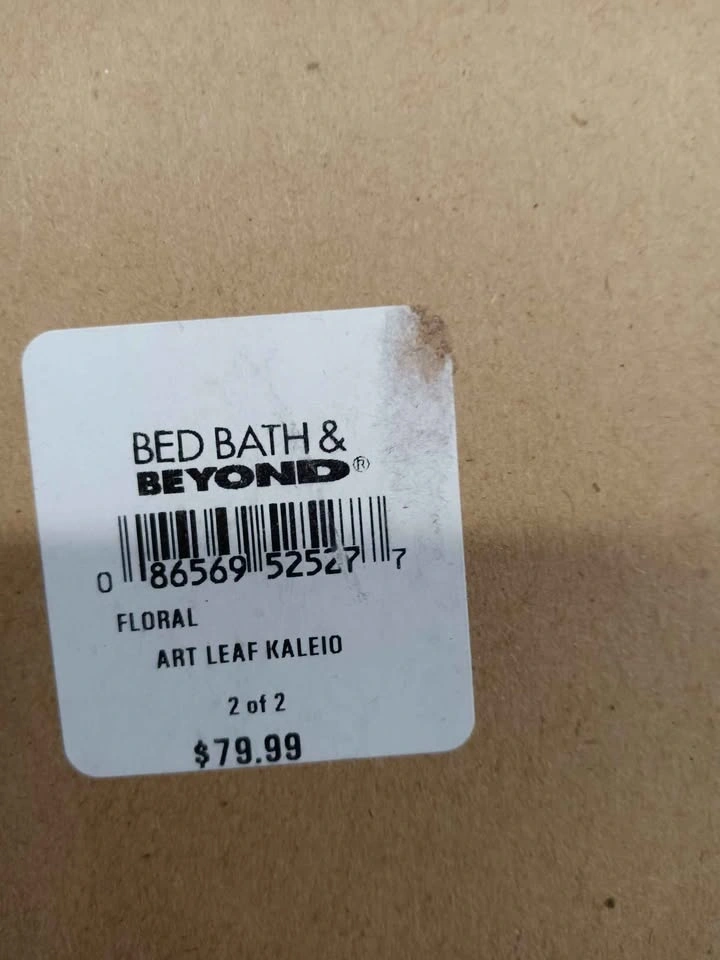 BED BATH &
BEYOND®
0 86569 52527 7
FLORAL
ART LEAF KALEIO
2 of 2
$79.99